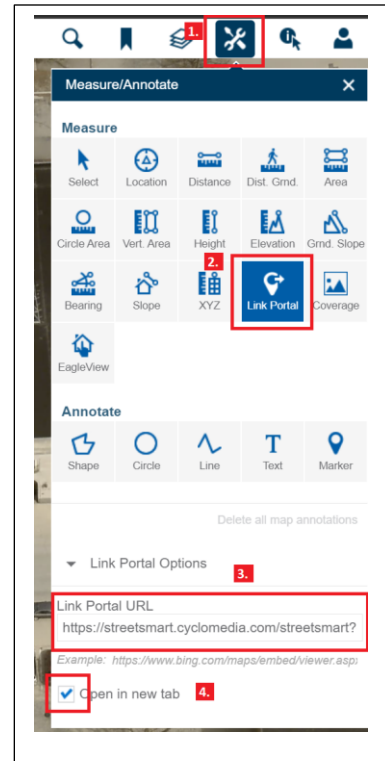 1.
Measure/Annotate
Measure
Select Location Distance Dist. Grnd. Area
Circle Area Vert. Area Height Elevation Grnd. Slope
2.
Bearing Slope XYZ Link Portal Coverage
EagleView
Annotate
Shape Circle Line T Text Marker
Delete all map annotations
Link Portal Options
3.
Link Portal URL
https://streetsmart.cyclomedia.com/streetsmart?
Example: https://www.bing.com/maps/embed/viewer.asp
Open in new tab 4.